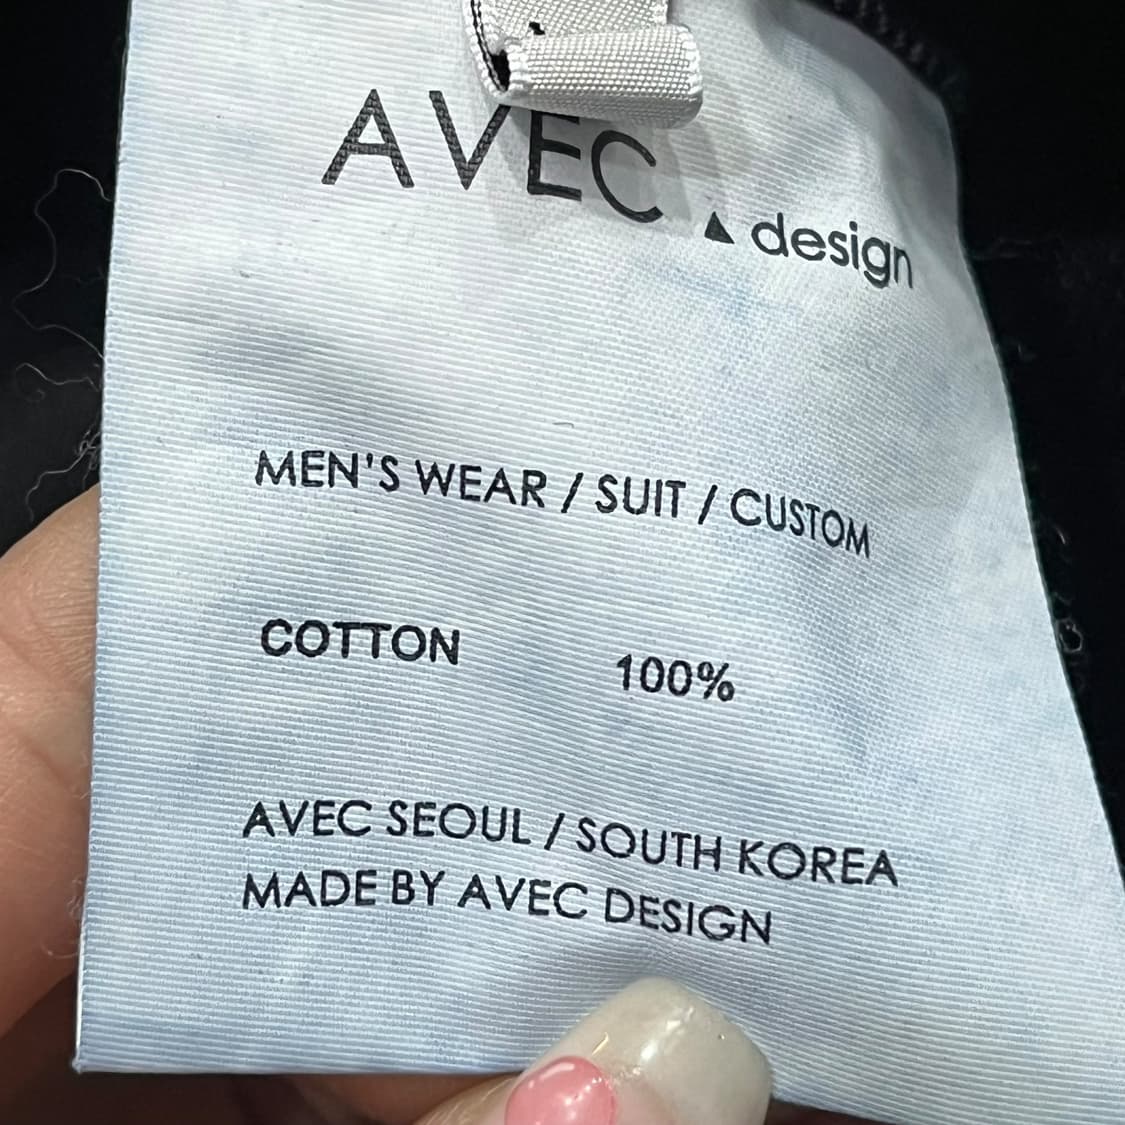 AVEC ▲ design
MEN'S WEAR / SUIT / CUSTOM
COTTON 100%
AVEC SEOUL / SOUTH KOREA
MADE BY AVEC DESIGN